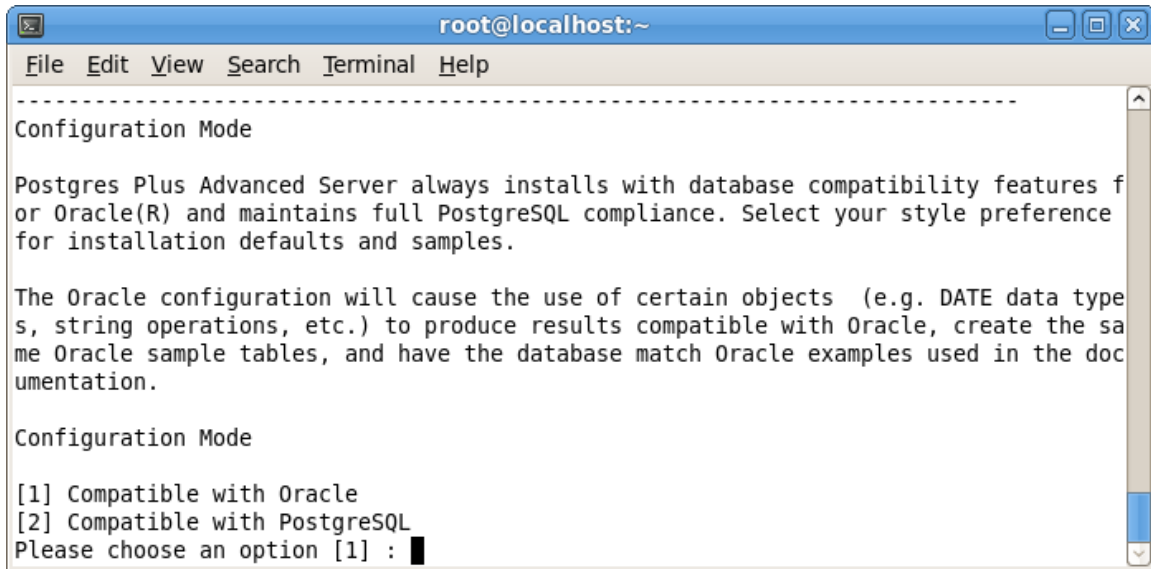 root@localhost:~
File Edit View Search Terminal Help
-------------------------------------------------------------------------------
Configuration Mode
Postgres Plus Advanced Server always installs with database compatibility features f
or Oracle(R) and maintains full PostgreSQL compliance. Select your style preference
for installation defaults and samples.
The Oracle configuration will cause the use of certain objects  (e.g. DATE data type
s, string operations, etc.) to produce results compatible with Oracle, create the sa
me Oracle sample tables, and have the database match Oracle examples used in the doc
umentation.
Configuration Mode
[1] Compatible with Oracle
[2] Compatible with PostgreSQL
Please choose an option [1] :